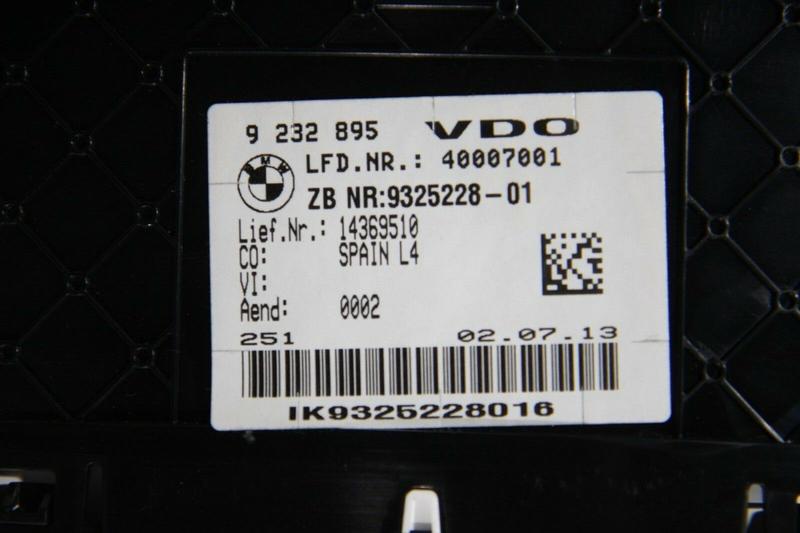 9 232 895 VDO
BMW
LFD.NR.: 40007001
ZB NR:9325228-01
Lief.Nr.: 14369510
CO: SPAIN L4
VI:
Aend: 0002
251 02.07.13
IK9325228016